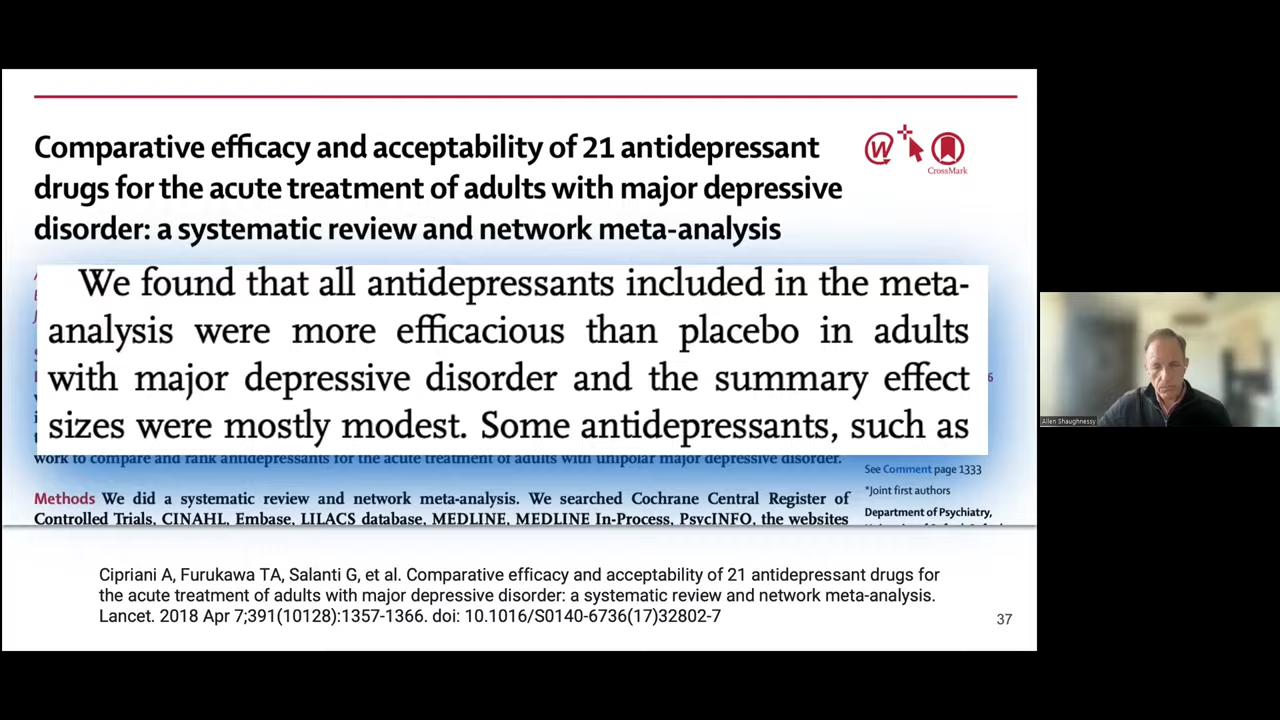 Comparative efficacy and acceptability of 21 antidepressant
drugs for the acute treatment of adults with major depressive
disorder: a systematic review and network meta-analysis
W
CrossMark
We found that all antidepressants included in the meta-
analysis were more efficacious than placebo in adults
with major depressive disorder and the summary effect
sizes were mostly modest. Some antidepressants, such as
work to compare and rank antidepressants for the acute treatment of adults with unipolar major depressive disorder.
Methods We did a systematic review and network meta-analysis. We searched Cochrane Central Register of
Controlled Trials, CINAHL, Embase, LILACS database, MEDLINE, MEDLINE In-Process, PsycINFO, the websites
See Comment page 1333
*Joint first authors
Department of Psychiatry,
Cipriani A, Furukawa TA, Salanti G, et al. Comparative efficacy and acceptability of 21 antidepressant drugs for
the acute treatment of adults with major depressive disorder: a systematic review and network meta-analysis.
Lancet. 2018 Apr 7;391(10128):1357-1366. doi: 10.1016/S0140-6736(17)32802-7
37
Allen Shaughnessy